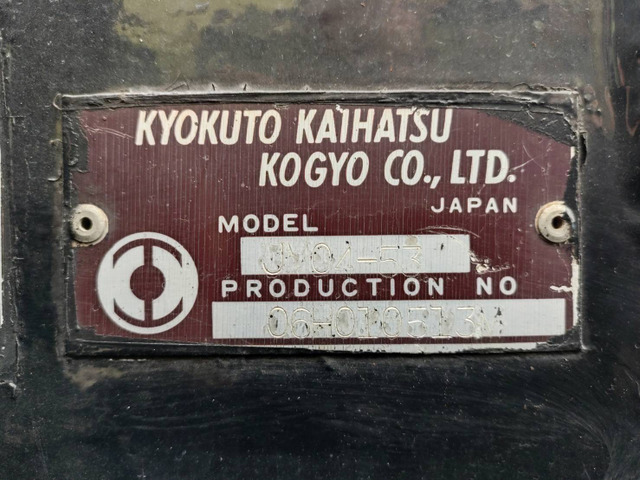 KYOKUTO KAIHATSU
KOGYO CO., LTD.
JAPAN
MODEL
PRODUCTION NO